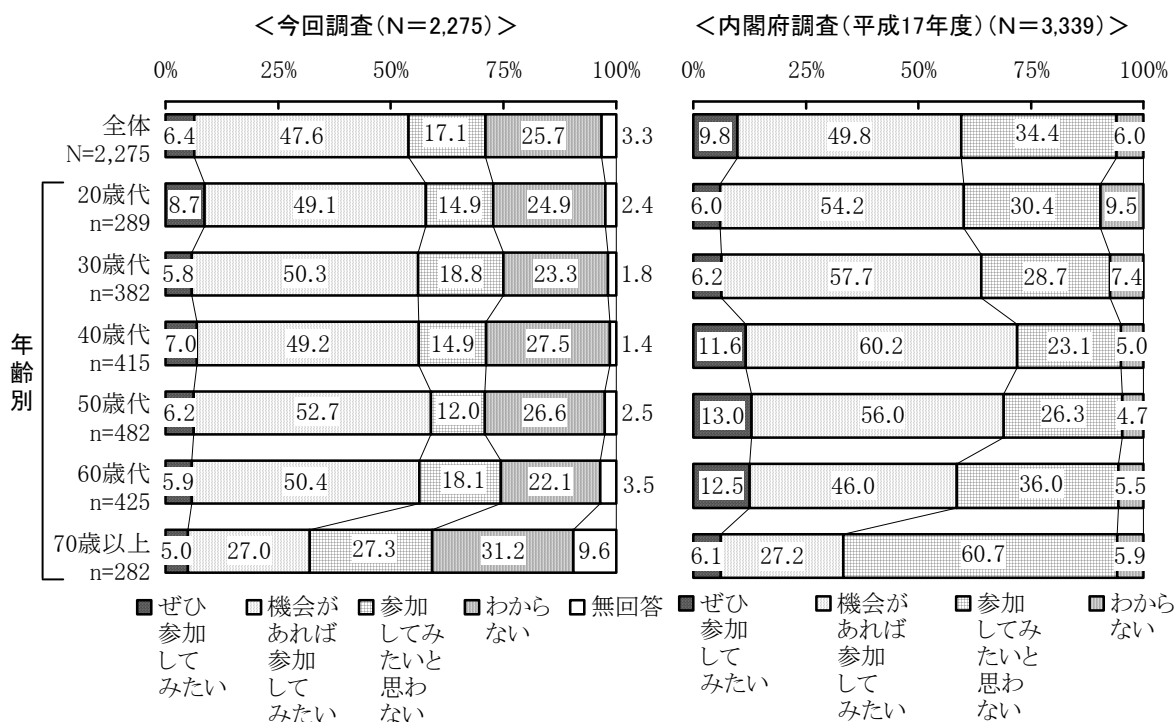 ＜今回調査(N＝2,275)＞
0% 25% 50% 75% 100%
全体
N=2,275
6.4 47.6 17.1 25.7 3.3
年齢別
20歳代
n=289
8.7 49.1 14.9 24.9 2.4
30歳代
n=382
5.8 50.3 18.8 23.3 1.8
40歳代
n=415
7.0 49.2 14.9 27.5 1.4
50歳代
n=482
6.2 52.7 12.0 26.6 2.5
60歳代
n=425
5.9 50.4 18.1 22.1 3.5
70歳以上
n=282
5.0 27.0 27.3 31.2 9.6
ぜひ
参加
して
みたい
機会が
あれば
参加
して
みたい
参加
してみ
たいと
思わ
ない
わから
ない
無回答
＜内閣府調査(平成17年度)(N＝3,339)＞
0% 25% 50% 75% 100%
9.8 49.8 34.4 6.0
6.0 54.2 30.4 9.5
6.2 57.7 28.7 7.4
11.6 60.2 23.1 5.0
13.0 56.0 26.3 4.7
12.5 46.0 36.0 5.5
6.1 27.2 60.7 5.9
ぜひ
参加
して
みたい
機会が
あれば
参加
して
みたい
参加
してみ
たいと
思わ
ない
わから
ない